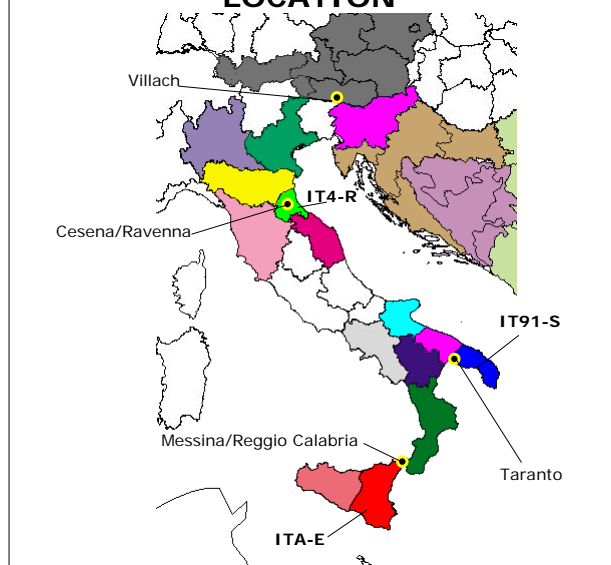 LOCATION
Villach
IT4-R
Cesena/Ravenna
IT91-S
Messina/Reggio Calabria
Taranto
ITA-E